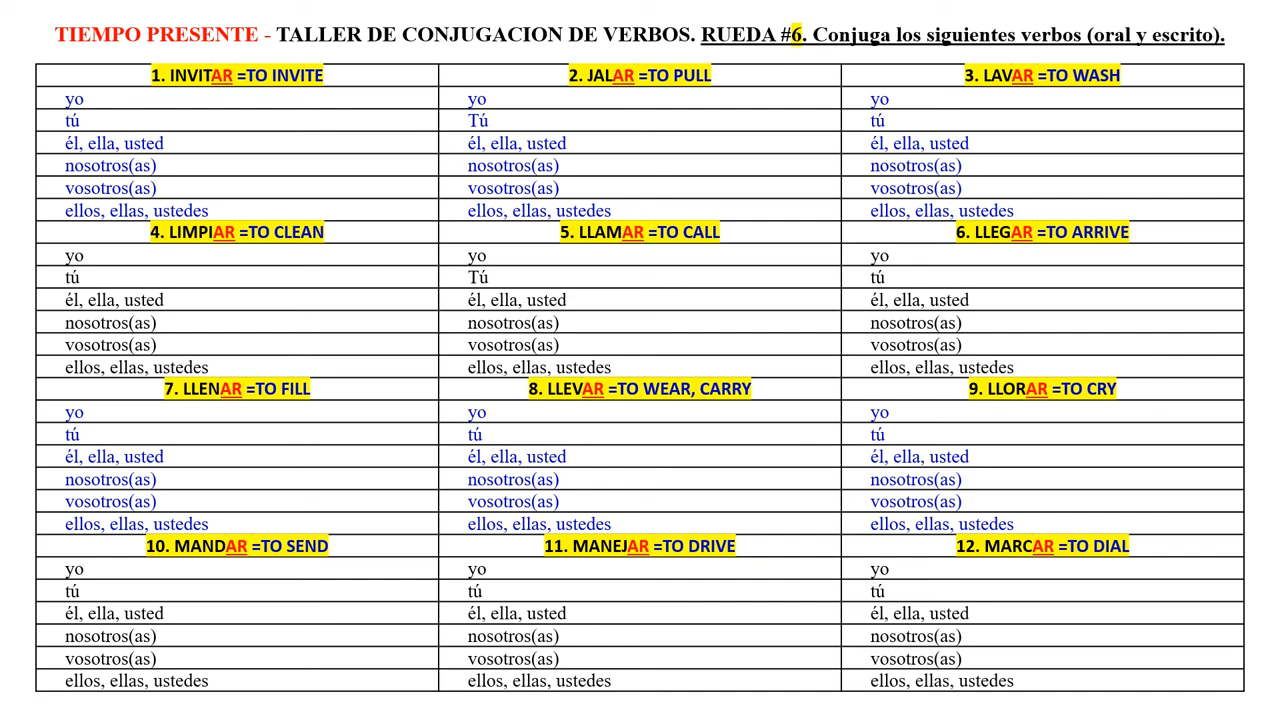 TIEMPO PRESENTE - TALLER DE CONJUGACION DE VERBOS. RUEDA #6. Conjuga los siguientes verbos (oral y escrito).
1. INVITAR =TO INVITE 2. JALAR =TO PULL 3. LAVAR =TO WASH
yo yo yo
tú Tú tú
él, ella, usted él, ella, usted él, ella, usted
nosotros(as) nosotros(as) nosotros(as)
vosotros(as) vosotros(as) vosotros(as)
ellos, ellas, ustedes ellos, ellas, ustedes ellos, ellas, ustedes
4. LIMPIAR =TO CLEAN 5. LLAMAR =TO CALL 6. LLEGAR =TO ARRIVE
yo yo yo
tú Tú tú
él, ella, usted él, ella, usted él, ella, usted
nosotros(as) nosotros(as) nosotros(as)
vosotros(as) vosotros(as) vosotros(as)
ellos, ellas, ustedes ellos, ellas, ustedes ellos, ellas, ustedes
7. LLENAR =TO FILL 8. LLEVAR =TO WEAR, CARRY 9. LLORAR =TO CRY
yo yo yo
tú tú tú
él, ella, usted él, ella, usted él, ella, usted
nosotros(as) nosotros(as) nosotros(as)
vosotros(as) vosotros(as) vosotros(as)
ellos, ellas, ustedes ellos, ellas, ustedes ellos, ellas, ustedes
10. MANDAR =TO SEND 11. MANEJAR =TO DRIVE 12. MARCAR =TO DIAL
yo yo yo
tú tú tú
él, ella, usted él, ella, usted él, ella, usted
nosotros(as) nosotros(as) nosotros(as)
vosotros(as) vosotros(as) vosotros(as)
ellos, ellas, ustedes ellos, ellas, ustedes ellos, ellas, ustedes